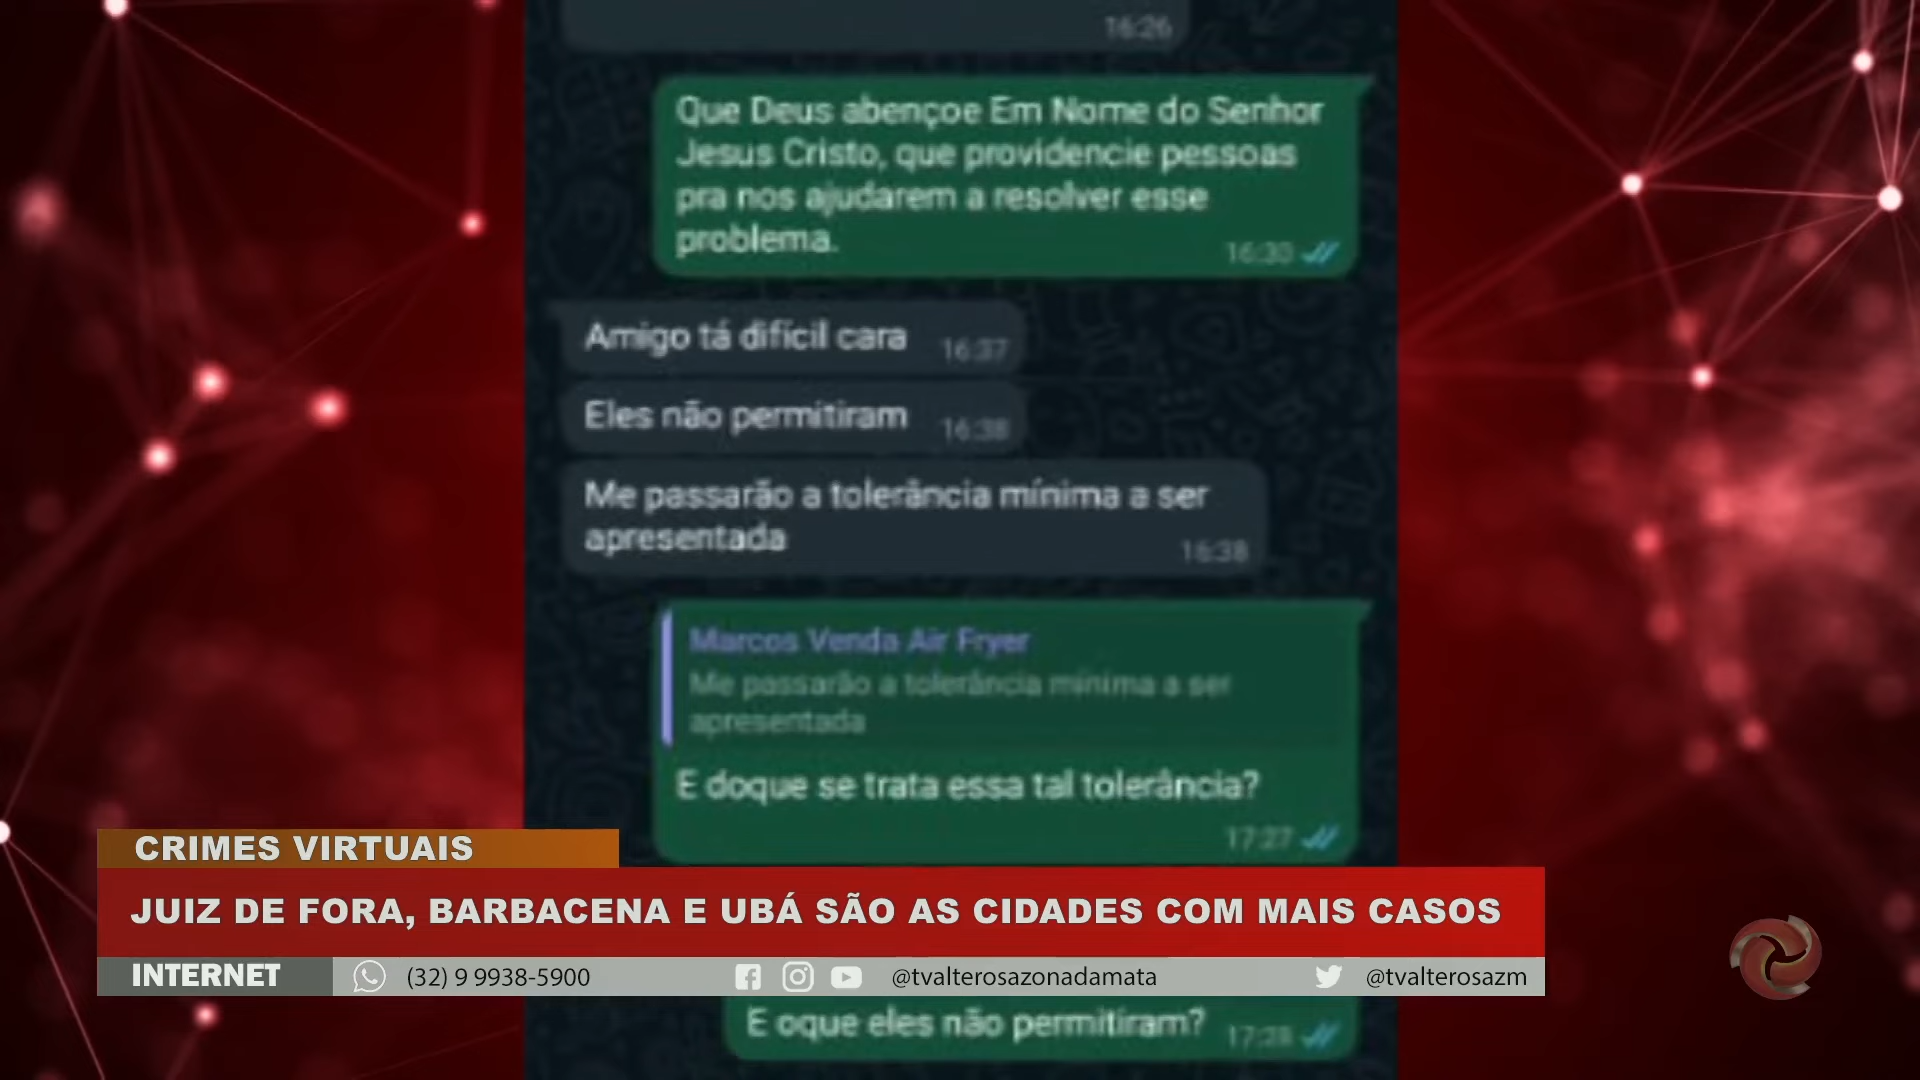 16:26
Que Deus abençoe Em Nome do Senhor
Jesus Cristo, que providencie pessoas
pra nos ajudarem a resolver esse
problema.
16:30
Amigo tá difícil cara
16:37
Eles não permitiram
16:38
Me passarão a tolerância mínima a ser
apresentada
16:38
Marcos Venda Air Fryer
Me passarão a tolerância mínima a ser
apresentada
E doque se trata essa tal tolerância?
17:27
CRIMES VIRTUAIS
JUIZ DE FORA, BARBACENA E UBÁ SÃO AS CIDADES COM MAIS CASOS
INTERNET (32) 9 9938-5900 @tvalterosazonadamata @tvalterosazm
E oque eles não permitiram?
17:28